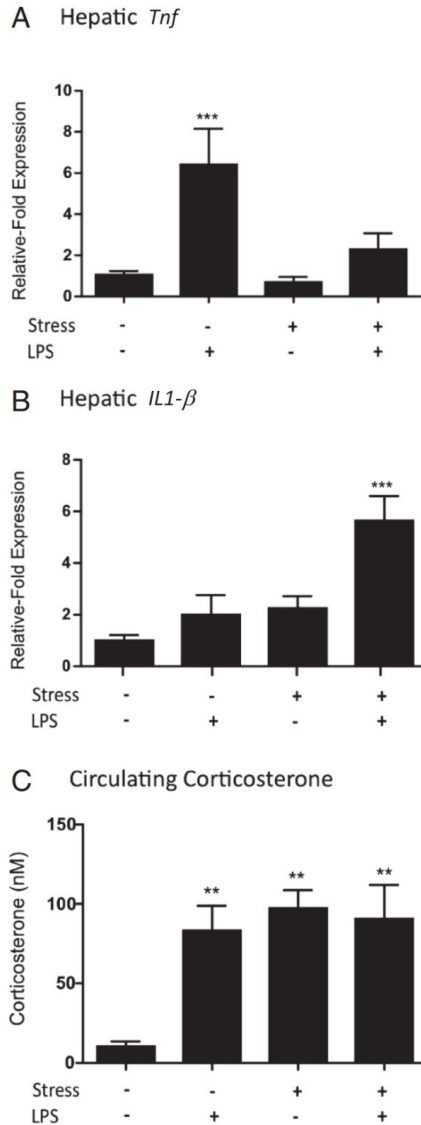 A Hepatic Tnf
Relative-Fold Expression
10
8
6
4
2
0
***
Stress - - + +
LPS - + - +
B Hepatic IL1-β
Relative-Fold Expression
8
6
4
2
0
***
Stress - - + +
LPS - + - +
C Circulating Corticosterone
Corticosterone (nM)
150
100
50
0
** ** **
Stress - - + +
LPS - + - +